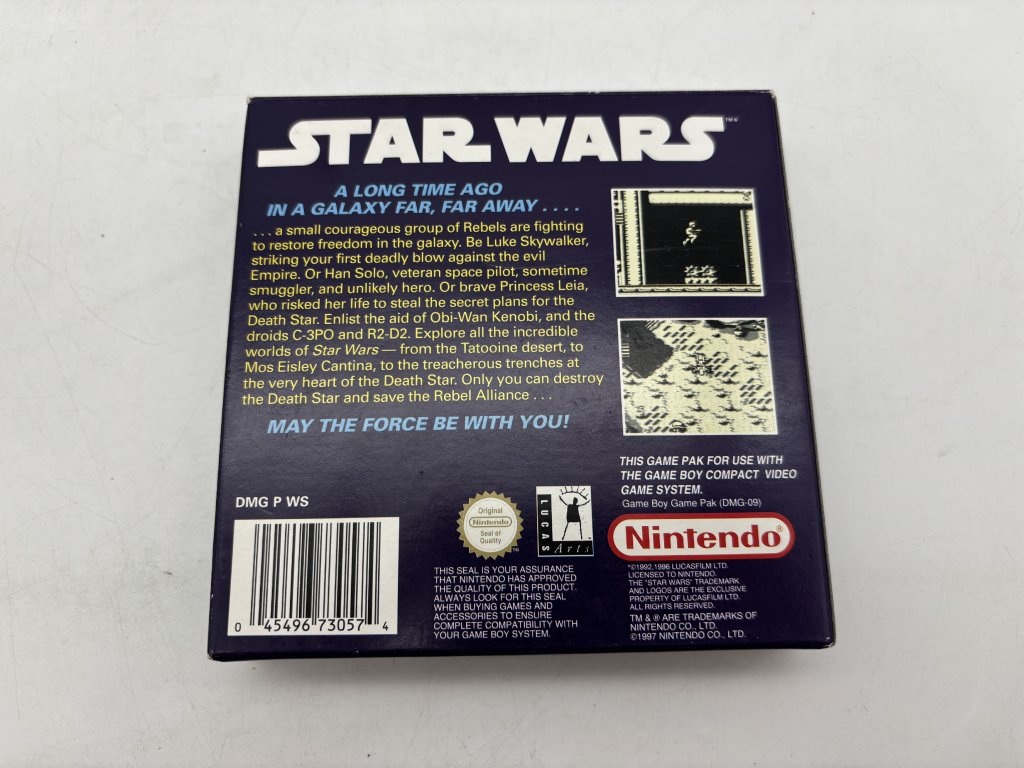 STAR WARS ™®
A LONG TIME AGO
IN A GALAXY FAR, FAR AWAY . . . .
. . . a small courageous group of Rebels are fighting
to restore freedom in the galaxy. Be Luke Skywalker,
striking your first deadly blow against the evil
Empire. Or Han Solo, veteran space pilot, sometime
smuggler, and unlikely hero. Or brave Princess Leia,
who risked her life to steal the secret plans for the
Death Star. Enlist the aid of Obi-Wan Kenobi, and the
droids C-3PO and R2-D2. Explore all the incredible
worlds of Star Wars — from the Tatooine desert, to
Mos Eisley Cantina, to the treacherous trenches at
the very heart of the Death Star. Only you can destroy
the Death Star and save the Rebel Alliance . . .
MAY THE FORCE BE WITH YOU!
THIS GAME PAK FOR USE WITH
THE GAME BOY COMPACT VIDEO
GAME SYSTEM.
Game Boy Game Pak (DMG-09)
DMG P WS
0 45496 73057 4
Original
Nintendo
Seal of
Quality
TM
THIS SEAL IS YOUR ASSURANCE
THAT NINTENDO HAS APPROVED
THE QUALITY OF THIS PRODUCT.
ALWAYS LOOK FOR THIS SEAL
WHEN BUYING GAMES AND
ACCESSORIES TO ENSURE
COMPLETE COMPATIBILITY WITH
YOUR GAME BOY SYSTEM.
LUCAS
Arts
Nintendo®
©1992,1996 LUCASFILM LTD.
LICENSED TO NINTENDO.
THE "STAR WARS" TRADEMARK
AND LOGOS ARE THE EXCLUSIVE
PROPERTY OF LUCASFILM LTD.
ALL RIGHTS RESERVED.
TM & ® ARE TRADEMARKS OF
NINTENDO CO., LTD.
©1997 NINTENDO CO., LTD.